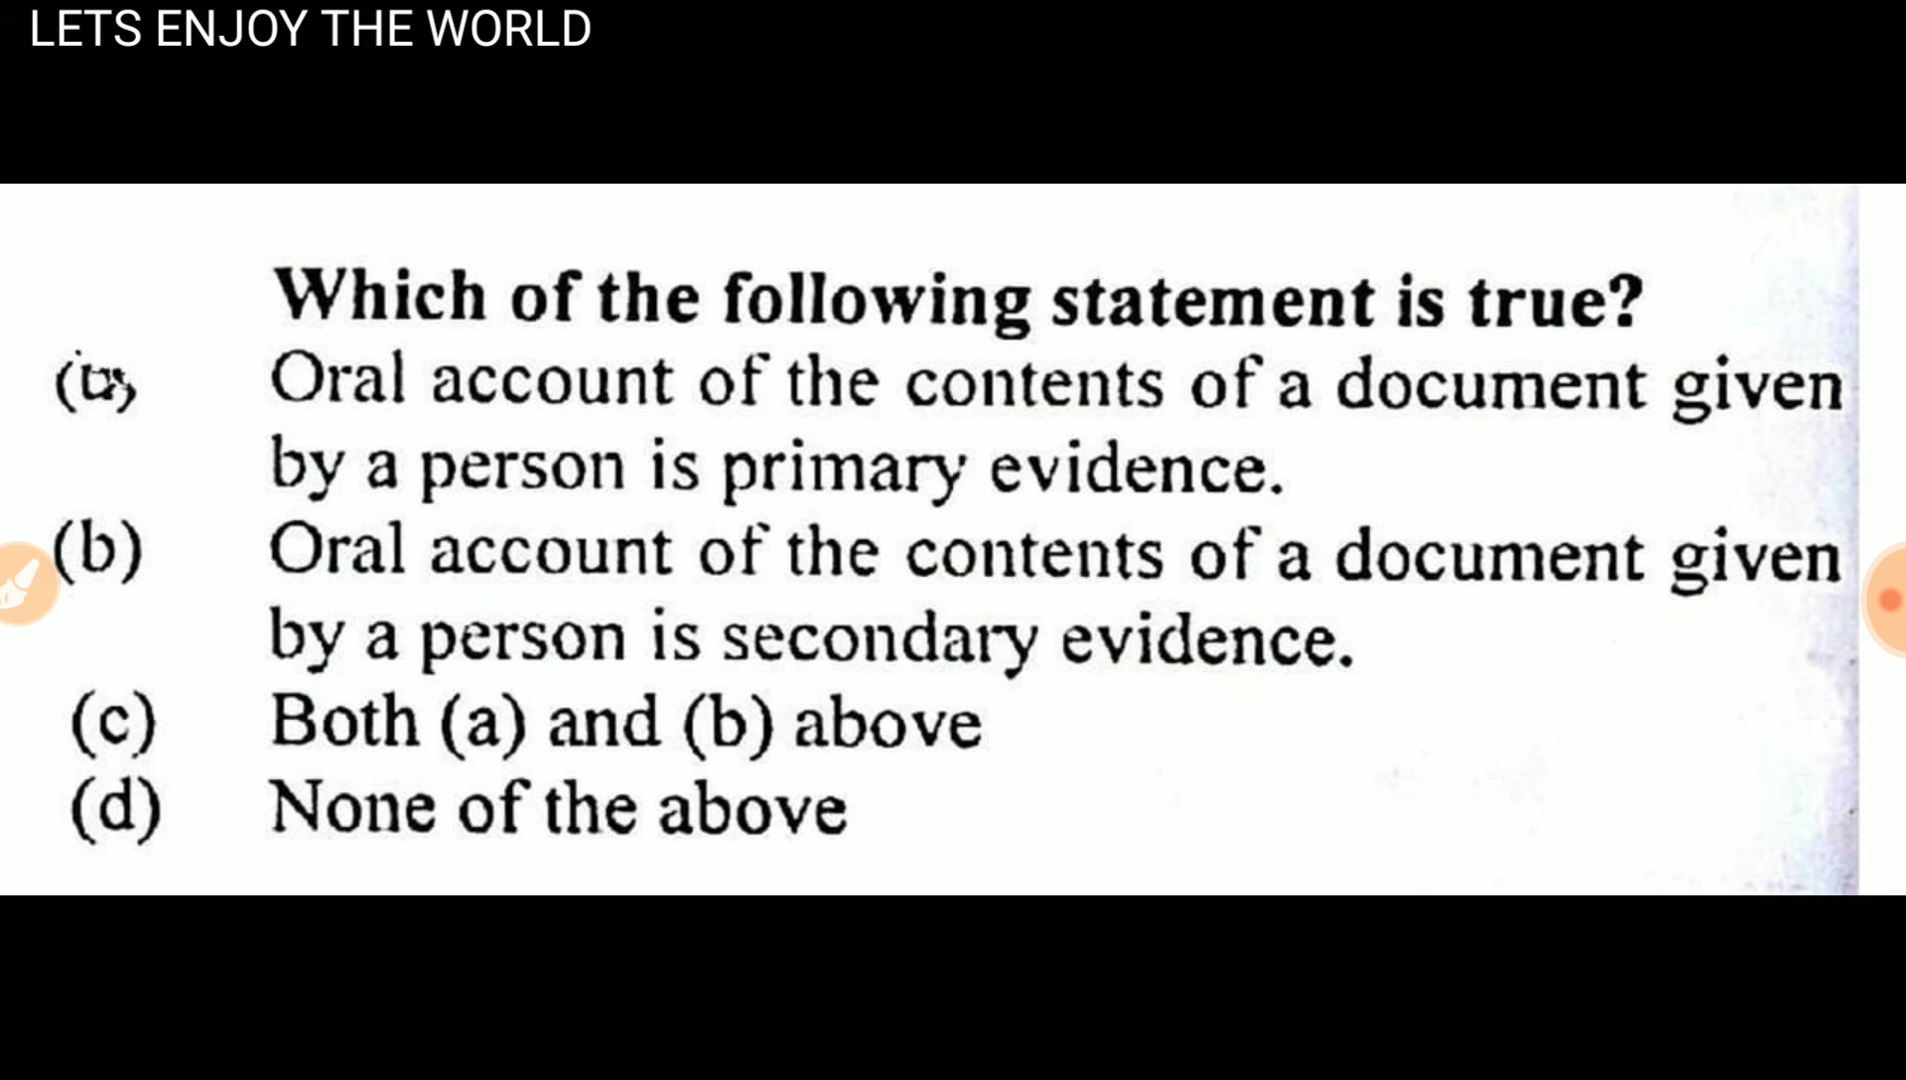 LETS ENJOY THE WORLD
Which of the following statement is true?
Oral account of the contents of a document given
by a person is primary evidence.
(b) Oral account of the contents of a document given
by a person is secondary evidence.
(c) Both (a) and (b) above
(d) None of the above